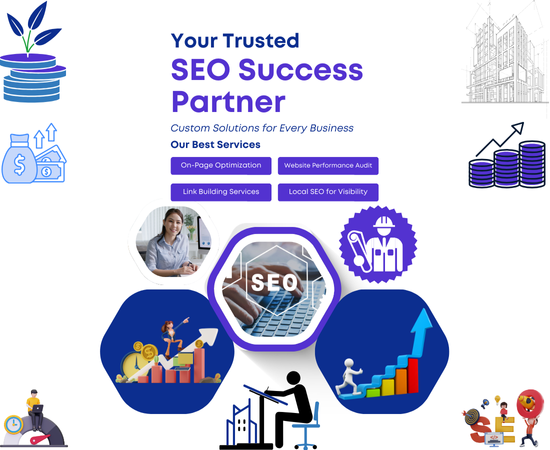 Your Trusted
SEO Success
Partner
Custom Solutions for Every Business
Our Best Services
On-Page Optimization
Website Performance Audit
Link Building Services
Local SEO for Visibility
SEO
SEO